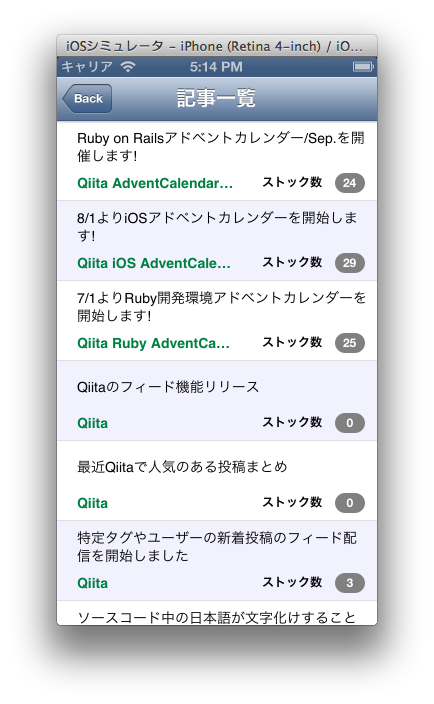 iOSシミュレータ - iPhone (Retina 4-inch) / iO...
キャリア 5:14 PM
Back 記事一覧
Ruby on Railsアドベントカレンダー/Sep.を開
催します!
Qiita AdventCalendar... ストック数 24
8/1よりiOSアドベントカレンダーを開始しま
す!
Qiita iOS AdventCale... ストック数 29
7/1よりRuby開発環境アドベントカレンダーを
開始します!
Qiita Ruby AdventCa... ストック数 25
Qiitaのフィード機能リリース
Qiita ストック数 0
最近Qiitaで人気のある投稿まとめ
Qiita ストック数 0
特定タグやユーザーの新着投稿のフィード配
信を開始しました
Qiita ストック数 3
ソースコード中の日本語が文字化けすること